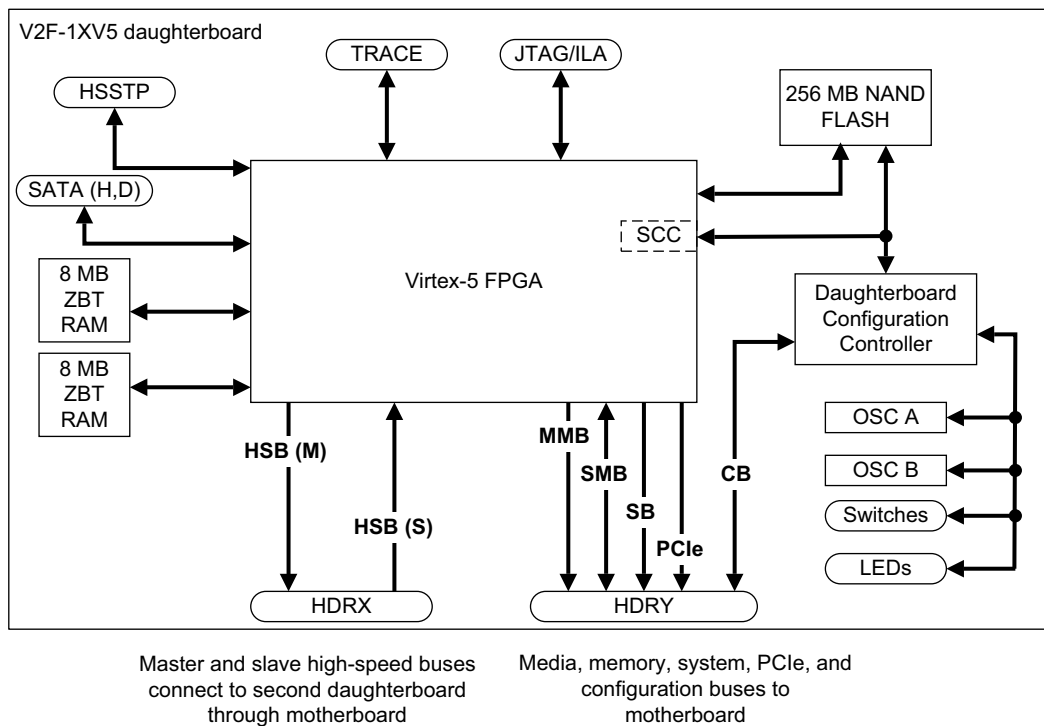 V2F-1XV5 daughterboard
TRACE
JTAG/ILA
HSSTP
256 MB NAND
FLASH
SATA (H,D)
SCC
8 MB
ZBT
RAM
Virtex-5 FPGA
Daughterboard
Configuration
Controller
8 MB
ZBT
RAM
HSB (M)
MMB
OSC A
SMB
CB
OSC B
SB
Switches
HSB (S)
PCIe
LEDs
HDRX
HDRY
Master and slave high-speed buses
connect to second daughterboard
through motherboard
Media, memory, system, PCIe, and
configuration buses to
motherboard